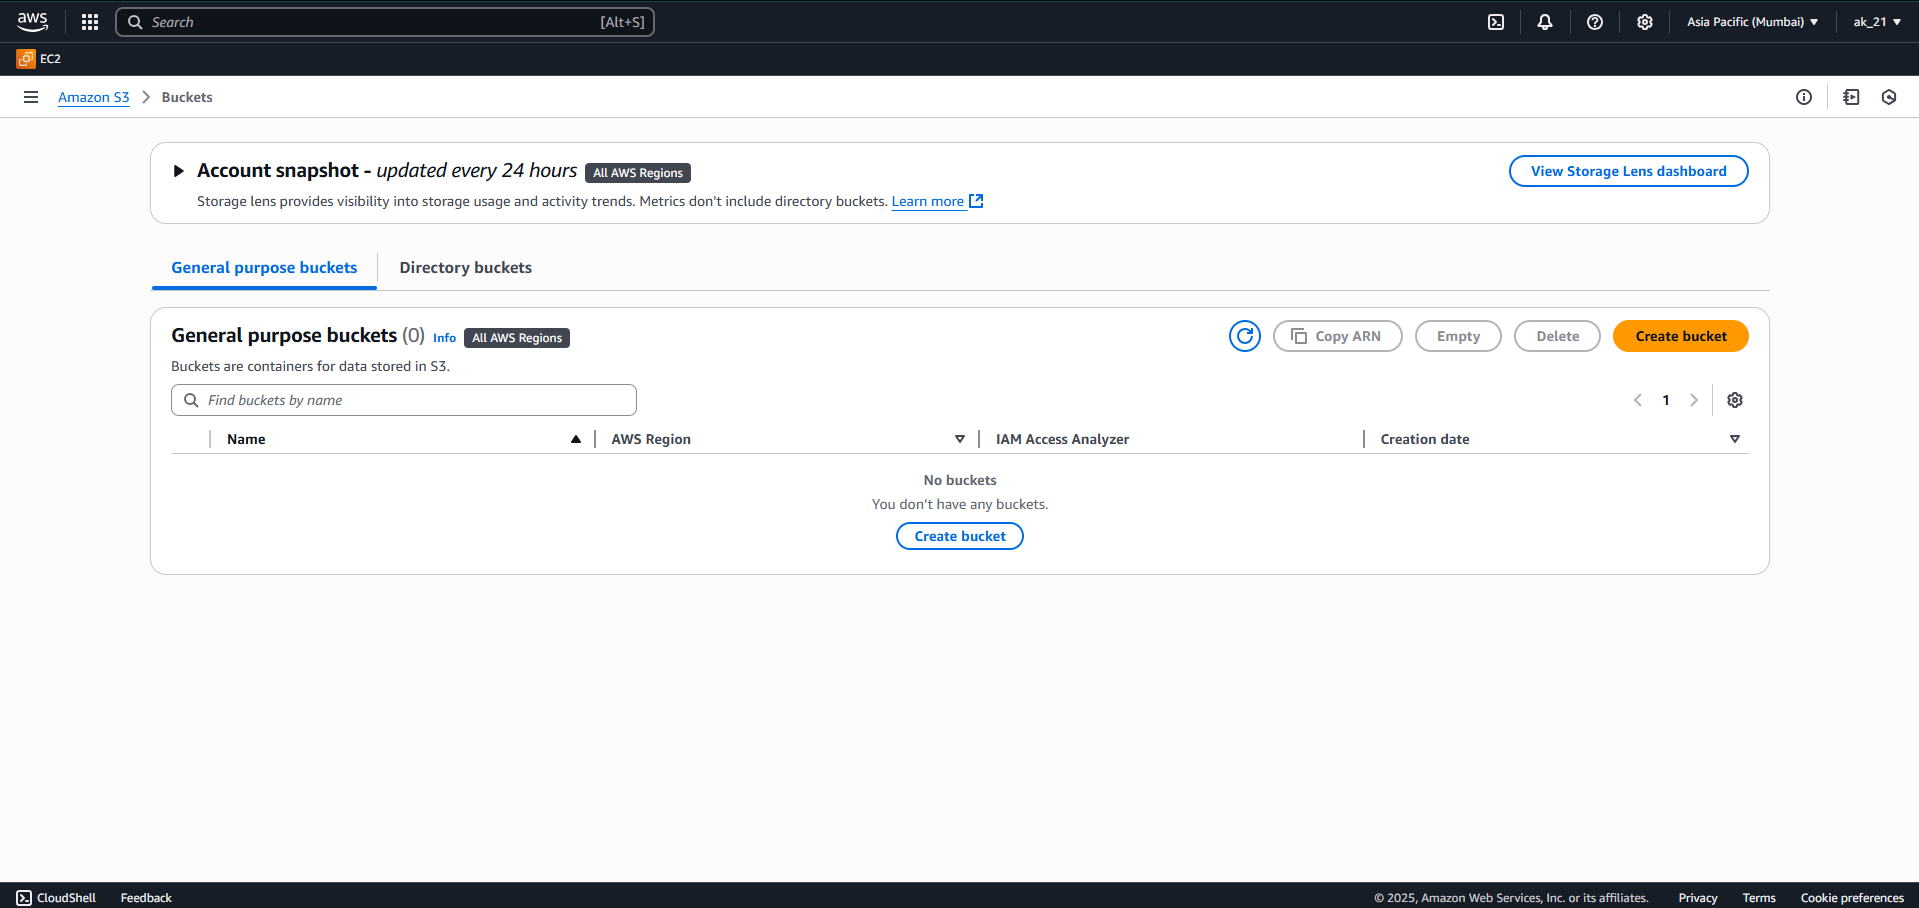 aws
Search [Alt+S] Asia Pacific (Mumbai) ak_21
EC2
Amazon S3 Buckets
Account snapshot - updated every 24 hours All AWS Regions View Storage Lens dashboard
Storage lens provides visibility into storage usage and activity trends. Metrics don't include directory buckets. Learn more
General purpose buckets Directory buckets
General purpose buckets (0) Info All AWS Regions Copy ARN Empty Delete Create bucket
Buckets are containers for data stored in S3.
Find buckets by name 1
Name AWS Region IAM Access Analyzer Creation date
No buckets
You don't have any buckets.
Create bucket
CloudShell Feedback © 2025, Amazon Web Services, Inc. or its affiliates. Privacy Terms Cookie preferences